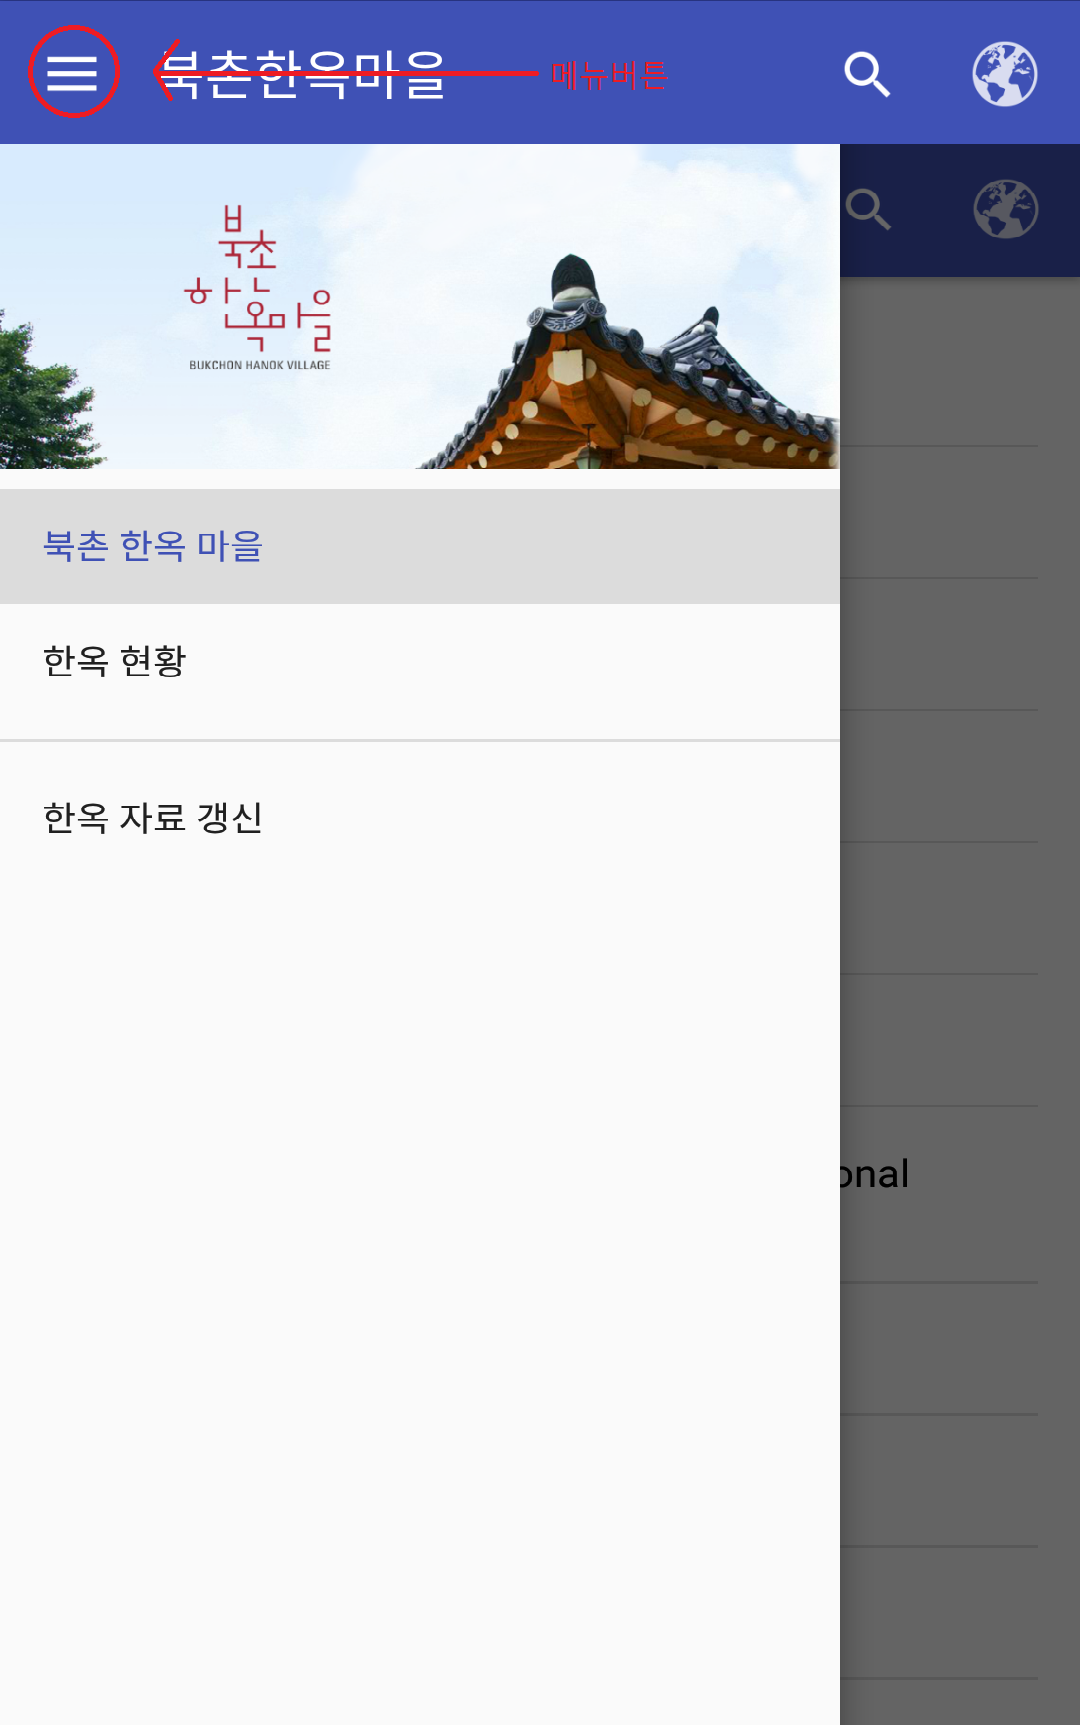 북촌한옥마을
메뉴버튼
북촌
한옥마을
BUKCHON HANOK VILLAGE
북촌 한옥 마을
한옥 현황
한옥 자료 갱신
onal